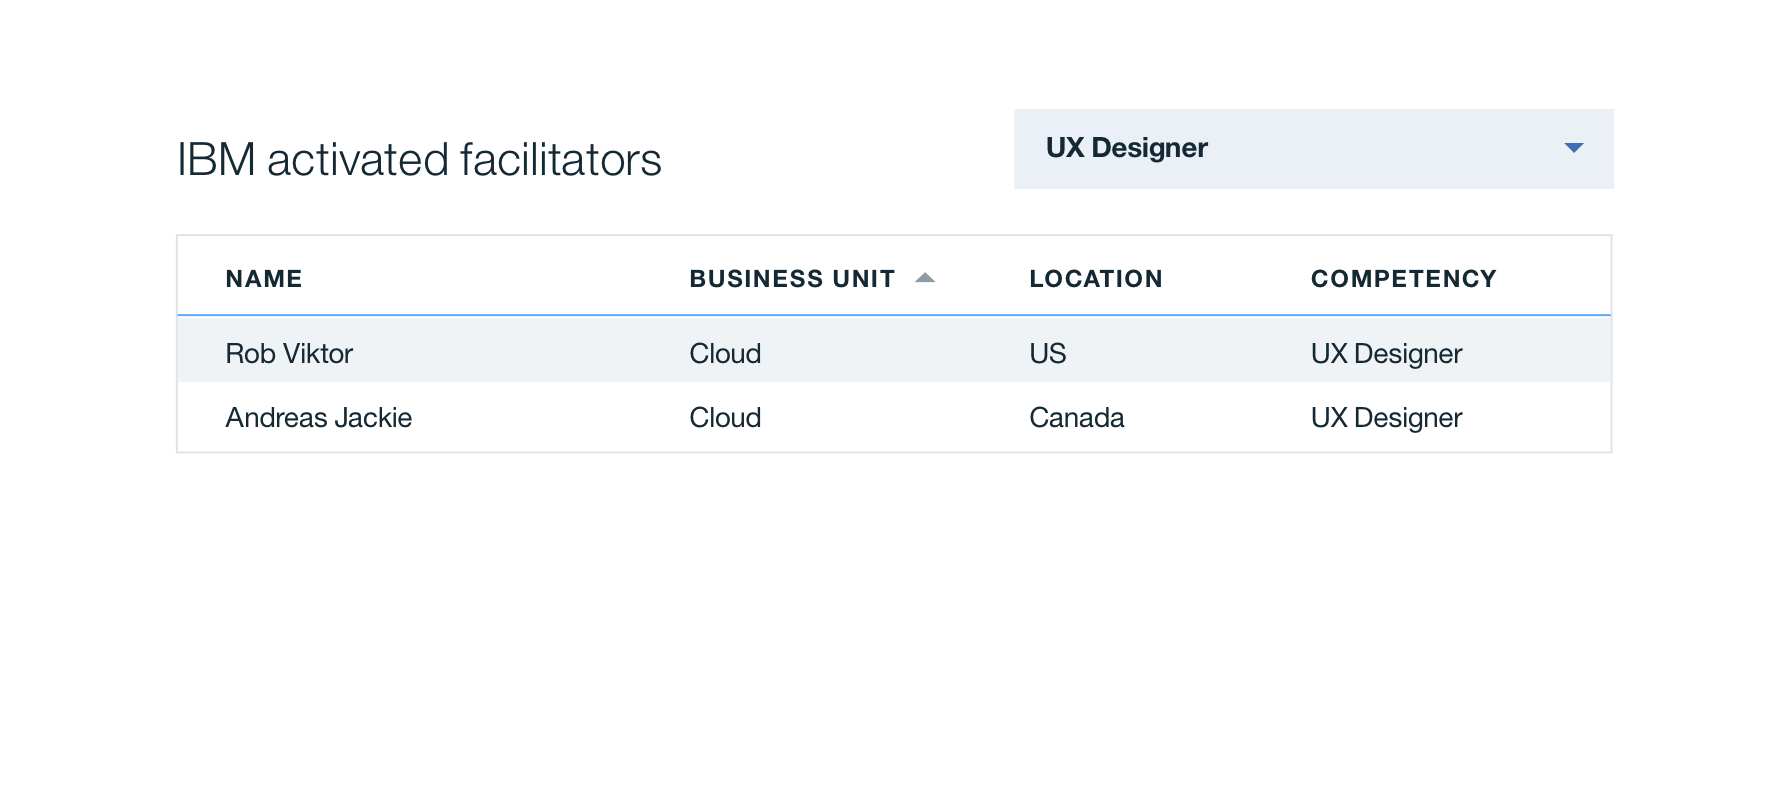 IBM activated facilitators
UX Designer
NAME BUSINESS UNIT LOCATION COMPETENCY
Rob Viktor Cloud US UX Designer
Andreas Jackie Cloud Canada UX Designer